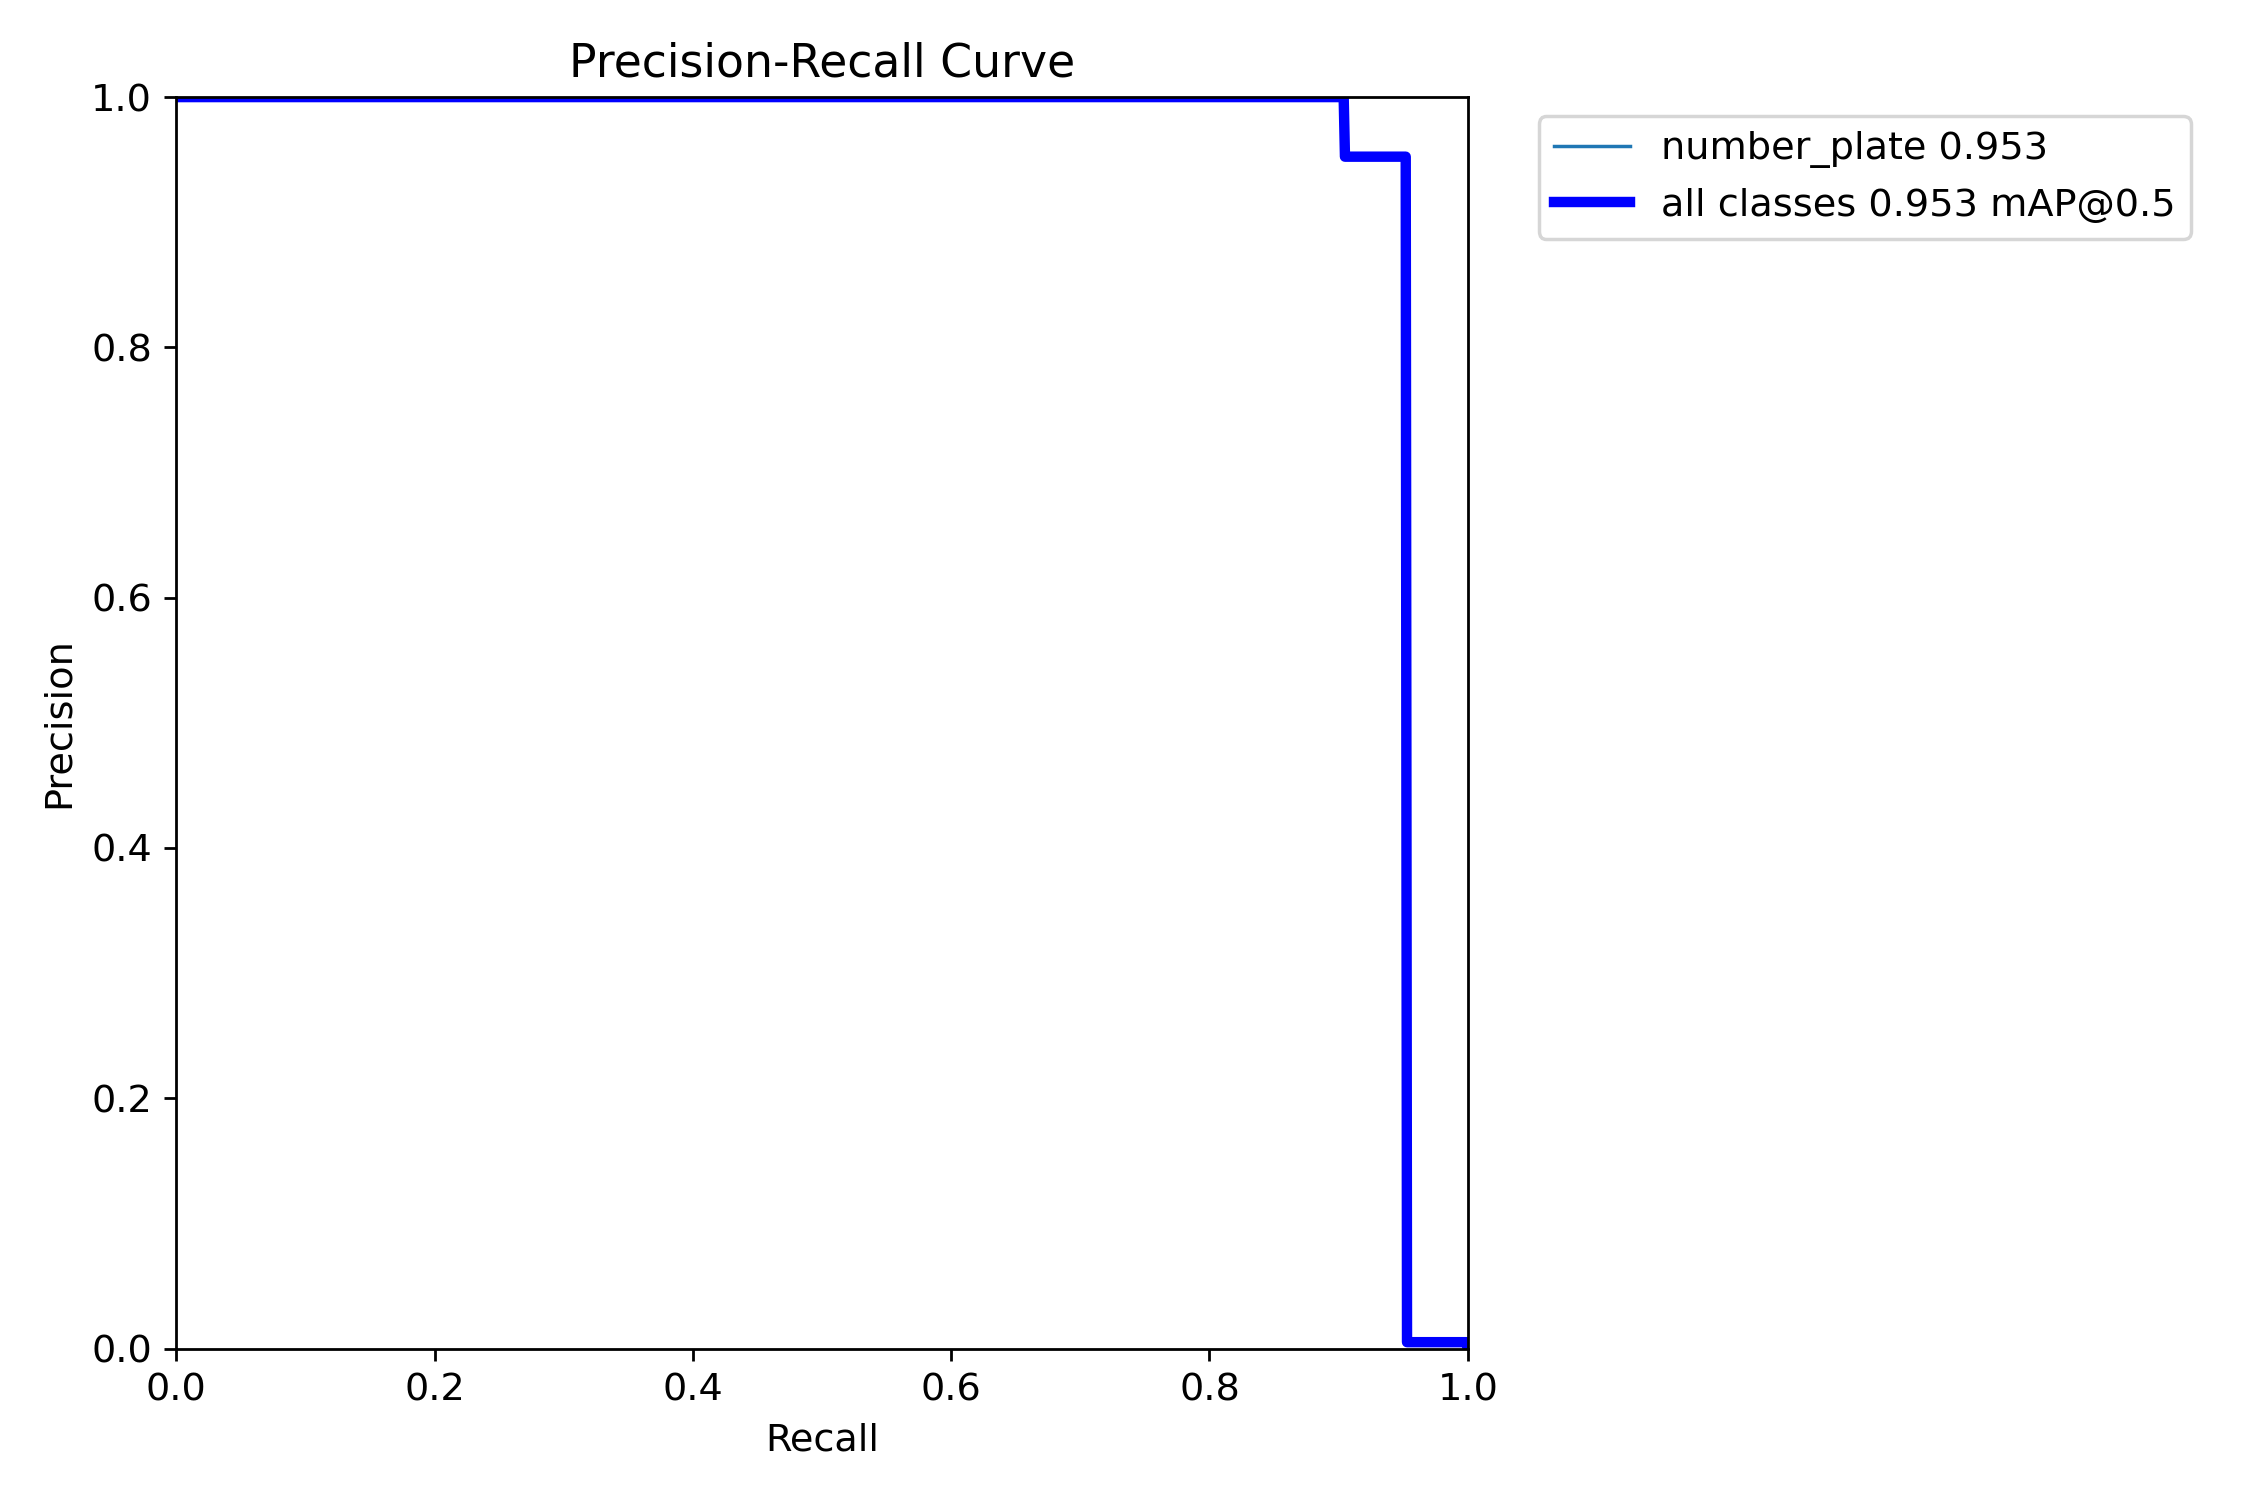 Precision-Recall Curve
1.0
0.8
0.6
0.4
0.2
0.0
Precision
0.0 0.2 0.4 0.6 0.8 1.0
Recall
number_plate 0.953
all classes 0.953 mAP@0.5